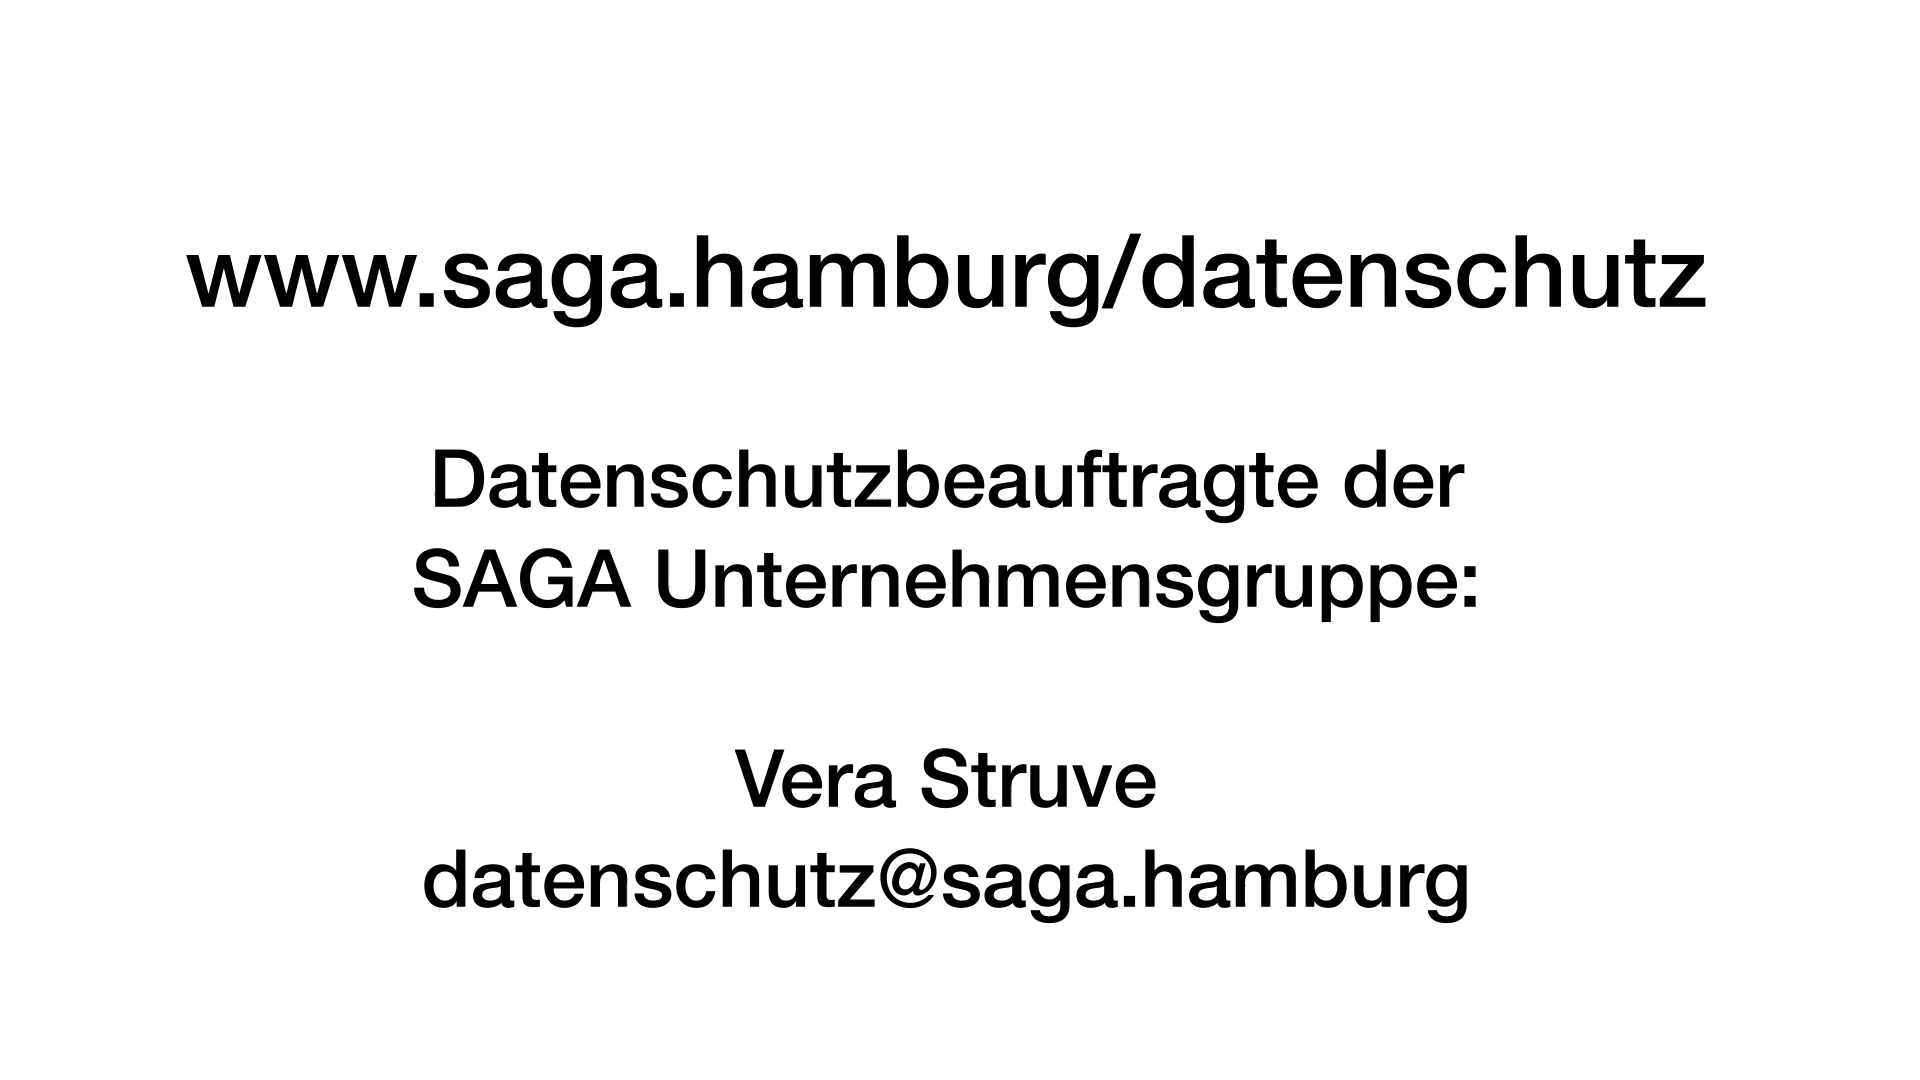 www.saga.hamburg/datenschutz
Datenschutzbeauftragte der
SAGA Unternehmensgruppe:
Vera Struve
datenschutz@saga.hamburg